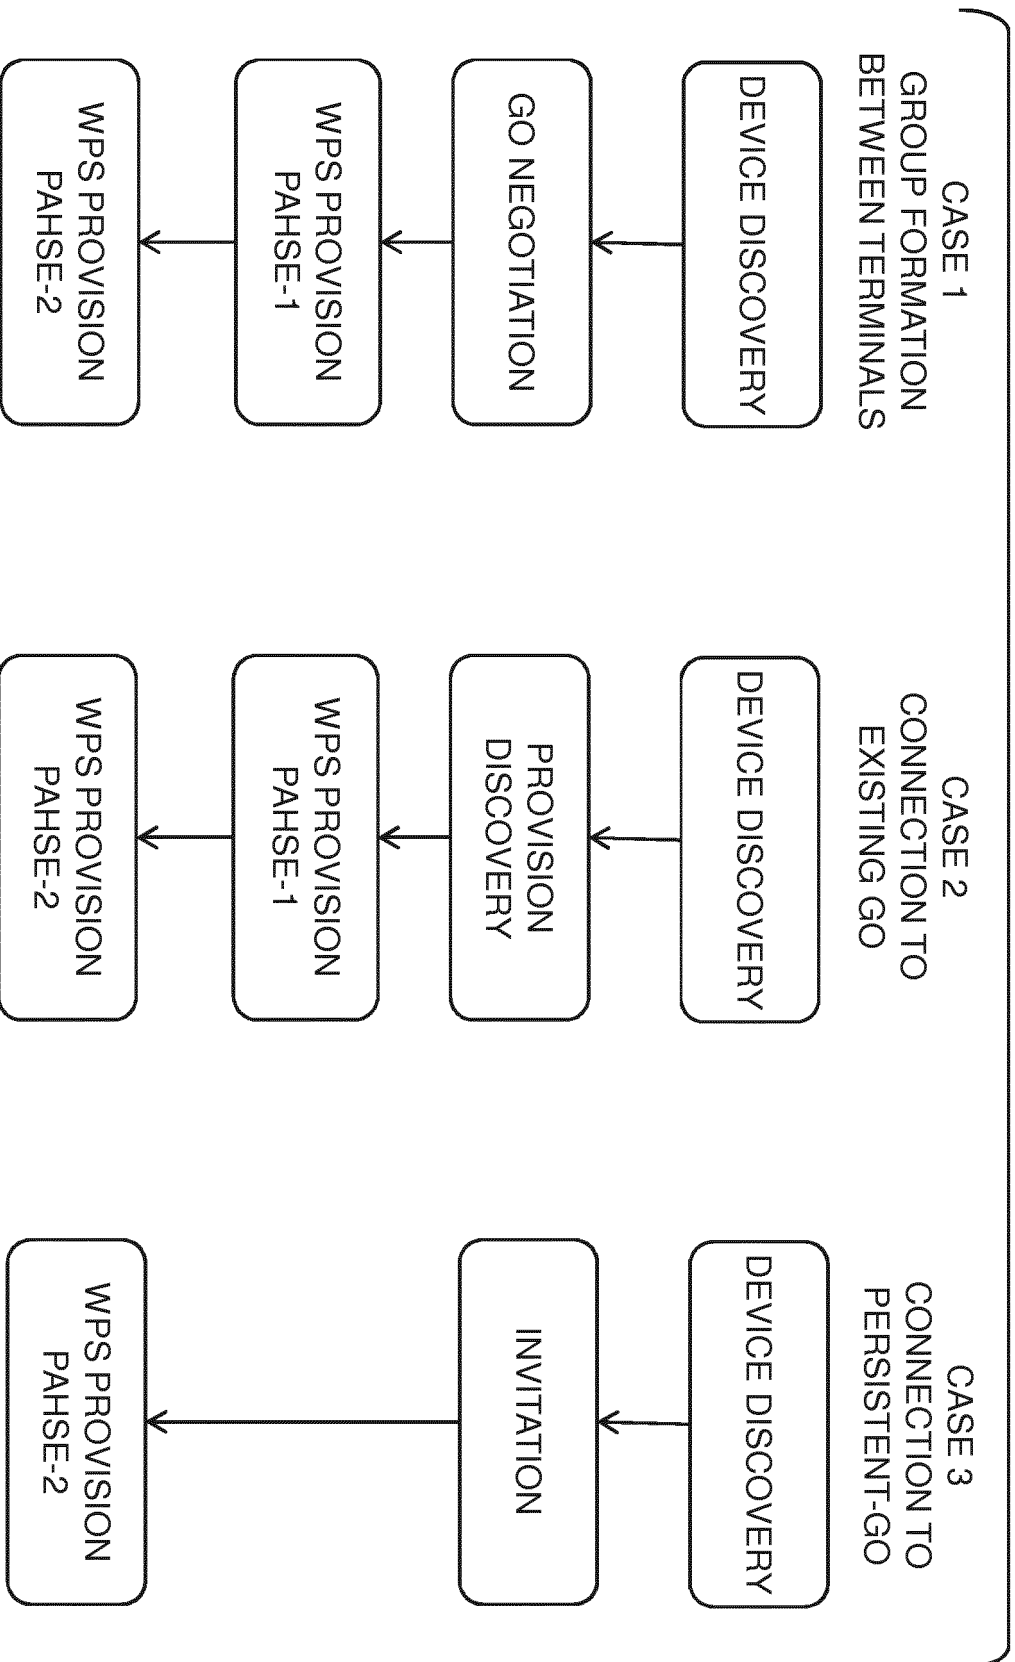 CASE 1
GROUP FORMATION
BETWEEN TERMINALS
DEVICE DISCOVERY
GO NEGOTIATION
WPS PROVISION
PAHSE-1
WPS PROVISION
PAHSE-2
CASE 2
CONNECTION TO
EXISTING GO
DEVICE DISCOVERY
PROVISION
DISCOVERY
WPS PROVISION
PAHSE-1
WPS PROVISION
PAHSE-2
CASE 3
CONNECTION TO
PERSISTENT-GO
DEVICE DISCOVERY
INVITATION
WPS PROVISION
PAHSE-2